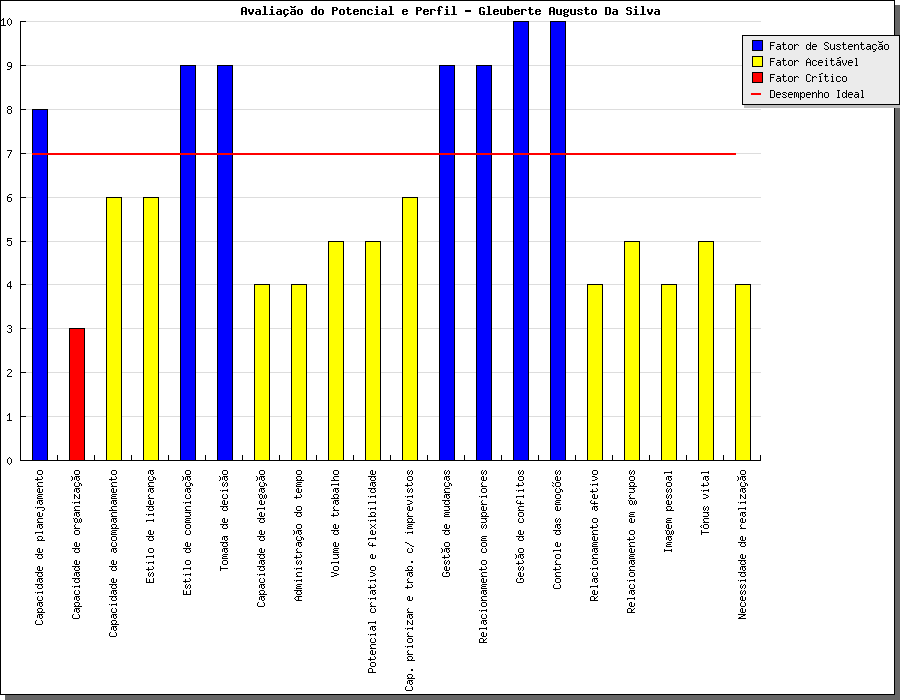 Avaliação do Potencial e Perfil - Gleuberte Augusto Da Silva
Fator de Sustentação
Fator Aceitável
Fator Crítico
Desempenho Ideal
10
9
8
7
6
5
4
3
2
1
0
Capacidade de planejamento
Capacidade de organização
Capacidade de acompanhamento
Estilo de liderança
Estilo de comunicação
Tomada de decisão
Capacidade de delegação
Administração do tempo
Volume de trabalho
Potencial criativo e flexibilidade
Cap. priorizar e trab. c/ imprevistos
Gestão de mudanças
Relacionamento com superiores
Gestão de conflitos
Controle das emoções
Relacionamento afetivo
Relacionamento em grupos
Imagem pessoal
Tônus vital
Necessidade de realização